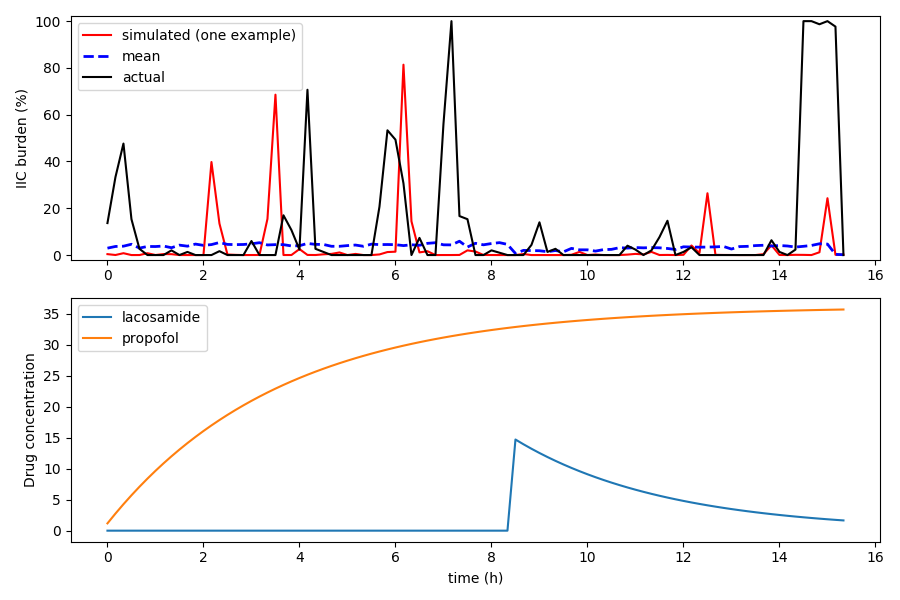 100
80
60
40
20
0
IIC burden (%)
simulated (one example)
mean
actual
0 2 4 6 8 10 12 14 16
35
30
25
20
15
10
5
0
Drug concentration
lacosamide
propofol
0 2 4 6 8 10 12 14 16
time (h)